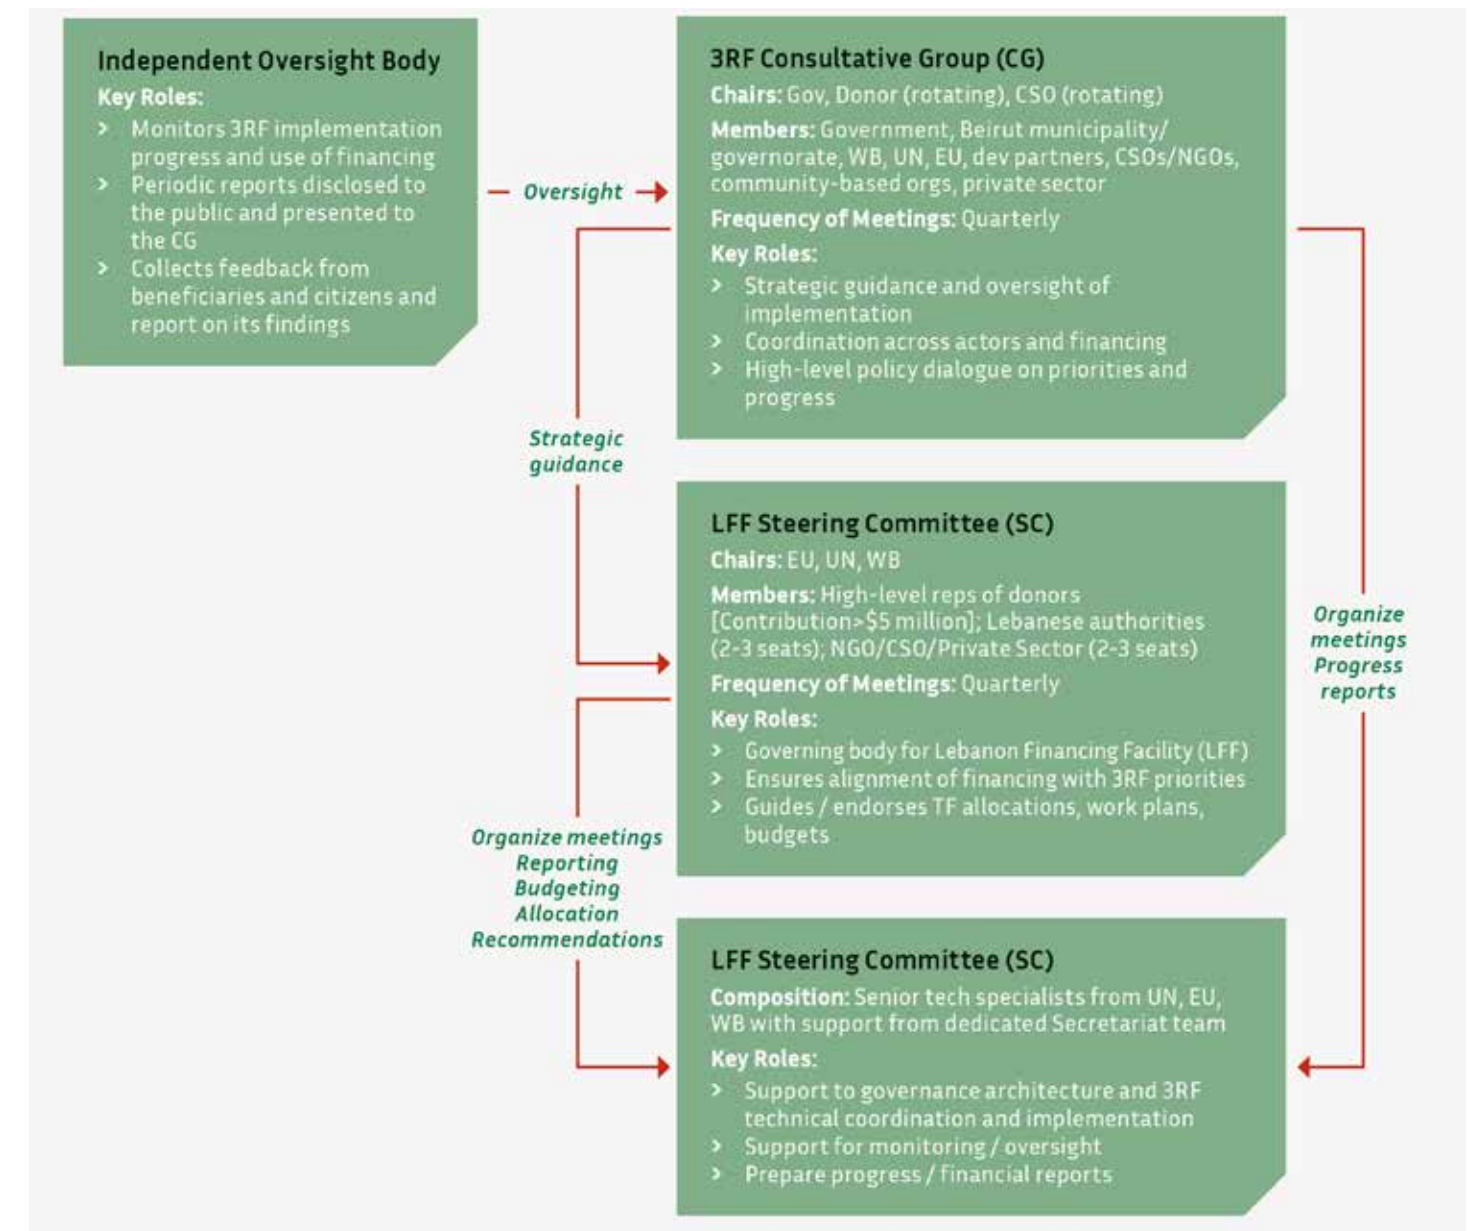 Independent Oversight Body
Key Roles:
> Monitors 3RF implementation
progress and use of financing
> Periodic reports disclosed to
the public and presented to
the CG
> Collects feedback from
beneficiaries and citizens and
report on its findings
Oversight
3RF Consultative Group (CG)
Chairs: Gov, Donor (rotating), CSO (rotating)
Members: Government, Beirut municipality/
governorate, WB, UN, EU, dev partners, CSOs/NGOs,
community-based orgs, private sector
Frequency of Meetings: Quarterly
Key Roles:
> Strategic guidance and oversight of
implementation
> Coordination across actors and financing
> High-level policy dialogue on priorities and
progress
Strategic
guidance
LFF Steering Committee (SC)
Chairs: EU, UN, WB
Members: High-level reps of donors
[Contribution>$5 million]; Lebanese authorities
(2-3 seats); NGO/CSO/Private Sector (2-3 seats)
Frequency of Meetings: Quarterly
Key Roles:
> Governing body for Lebanon Financing Facility (LFF)
> Ensures alignment of financing with 3RF priorities
> Guides / endorses TF allocations, work plans,
budgets
Organize
meetings
Progress
reports
Organize meetings
Reporting
Budgeting
Allocation
Recommendations
LFF Steering Committee (SC)
Composition: Senior tech specialists from UN, EU,
WB with support from dedicated Secretariat team
Key Roles:
> Support to governance architecture and 3RF
technical coordination and implementation
> Support for monitoring / oversight
> Prepare progress / financial reports